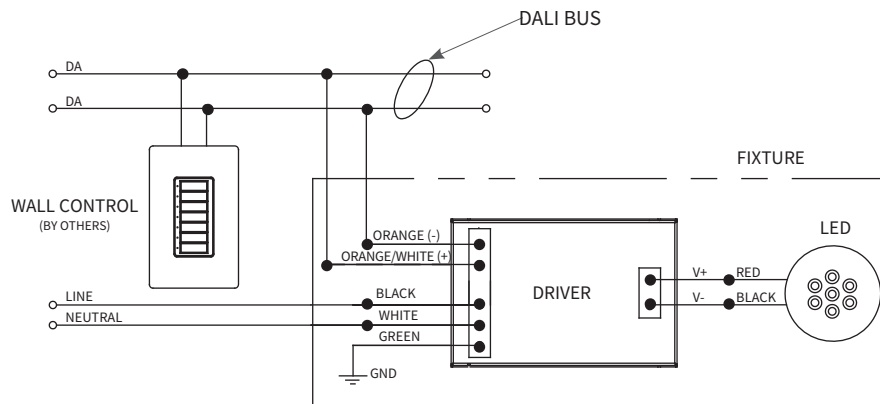 DALI BUS
DA
DA
FIXTURE
WALL CONTROL
(BY OTHERS)
LED
ORANGE (-)
ORANGE/WHITE (+)
V+ RED
DRIVER
LINE
BLACK
V- BLACK
NEUTRAL
WHITE
GREEN
GND